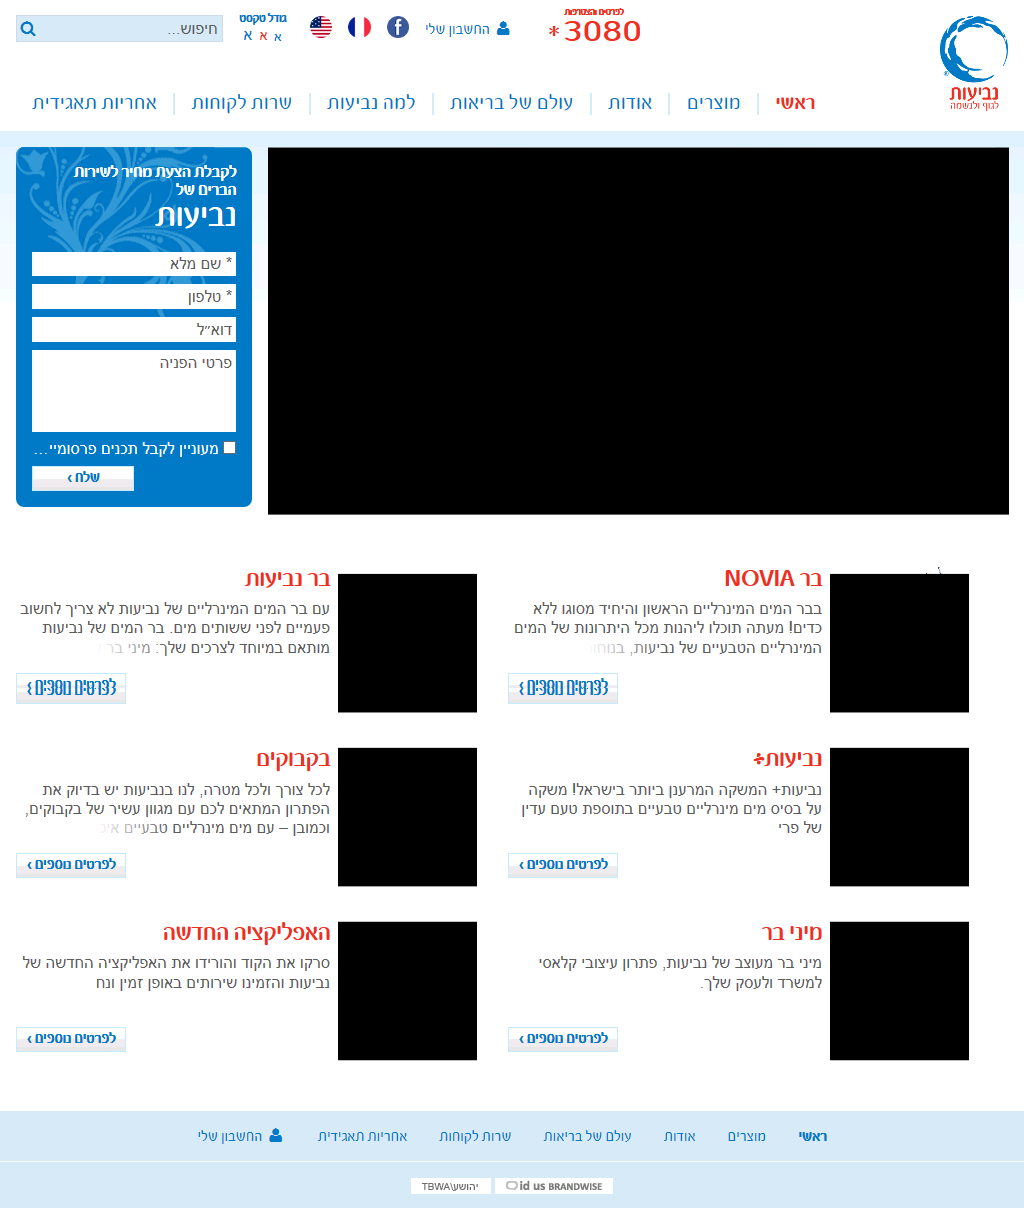 לפרטים והצטרפות
3080*
החשבון שלי
גודל טקסט
א א א
חיפוש...
נביעות
לגוף ולנשמה
ראשי
מוצרים
אודות
עולם של בריאות
למה נביעות
שרות לקוחות
אחריות תאגידית
לקבלת הצעת מחיר לשירות
הברים של
נביעות
* שם מלא
* טלפון
דוא״ל
פרטי הפניה
מעוניין לקבל תכנים פרסומיי...
שלח ›
בר NOVIA
בבר המים המינרליים הראשון והיחיד מסוגו ללא
כדים! מעתה תוכלו ליהנות מכל היתרונות של המים
המינרליים הטבעיים של נביעות, בנוחו
לפרטים נוספים ›
בר נביעות
עם בר המים המינרליים של נביעות לא צריך לחשוב
פעמיים לפני ששותים מים. בר המים של נביעות
מותאם במיוחד לצרכים שלך: מיני בר
לפרטים נוספים ›
נביעות+
נביעות+ המשקה המרענן ביותר בישראל! משקה
על בסיס מים מינרליים טבעיים בתוספת טעם עדין
של פרי
לפרטים נוספים ›
בקבוקים
לכל צורך ולכל מטרה, לנו בנביעות יש בדיוק את
הפתרון המתאים לכם עם מגוון עשיר של בקבוקים,
וכמובן – עם מים מינרליים טבעיים איכ
לפרטים נוספים ›
מיני בר
מיני בר מעוצב של נביעות, פתרון עיצובי קלאסי
למשרד ולעסק שלך.
לפרטים נוספים ›
האפליקציה החדשה
סרקו את הקוד והורידו את האפליקציה החדשה של
נביעות והזמינו שירותים באופן זמין ונח
לפרטים נוספים ›
ראשי
מוצרים
אודות
עולם של בריאות
שרות לקוחות
אחריות תאגידית
החשבון שלי
id us BRANDWISE
יהושע\TBWA